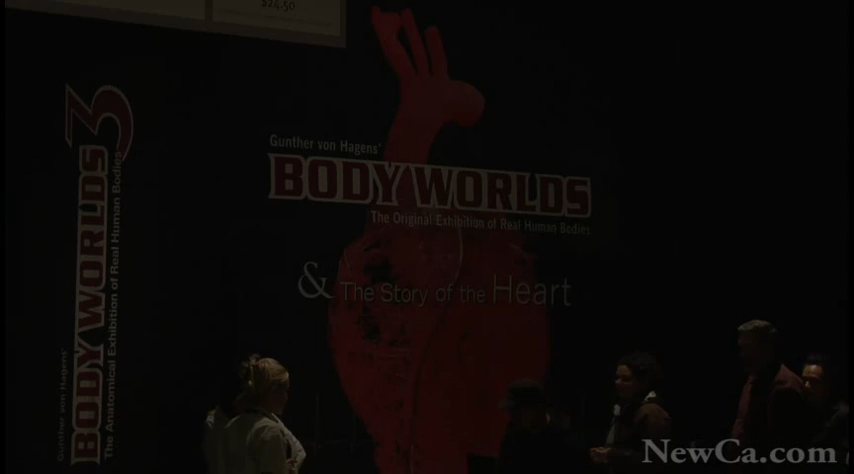 $24.50
Gunther von Hagens'
BODY WORLDS 3
The Anatomical Exhibition of Real Human Bodies
Gunther von Hagens'
BODY WORLDS
The Original Exhibition of Real Human Bodies
& The Story of the Heart
NewCa.com